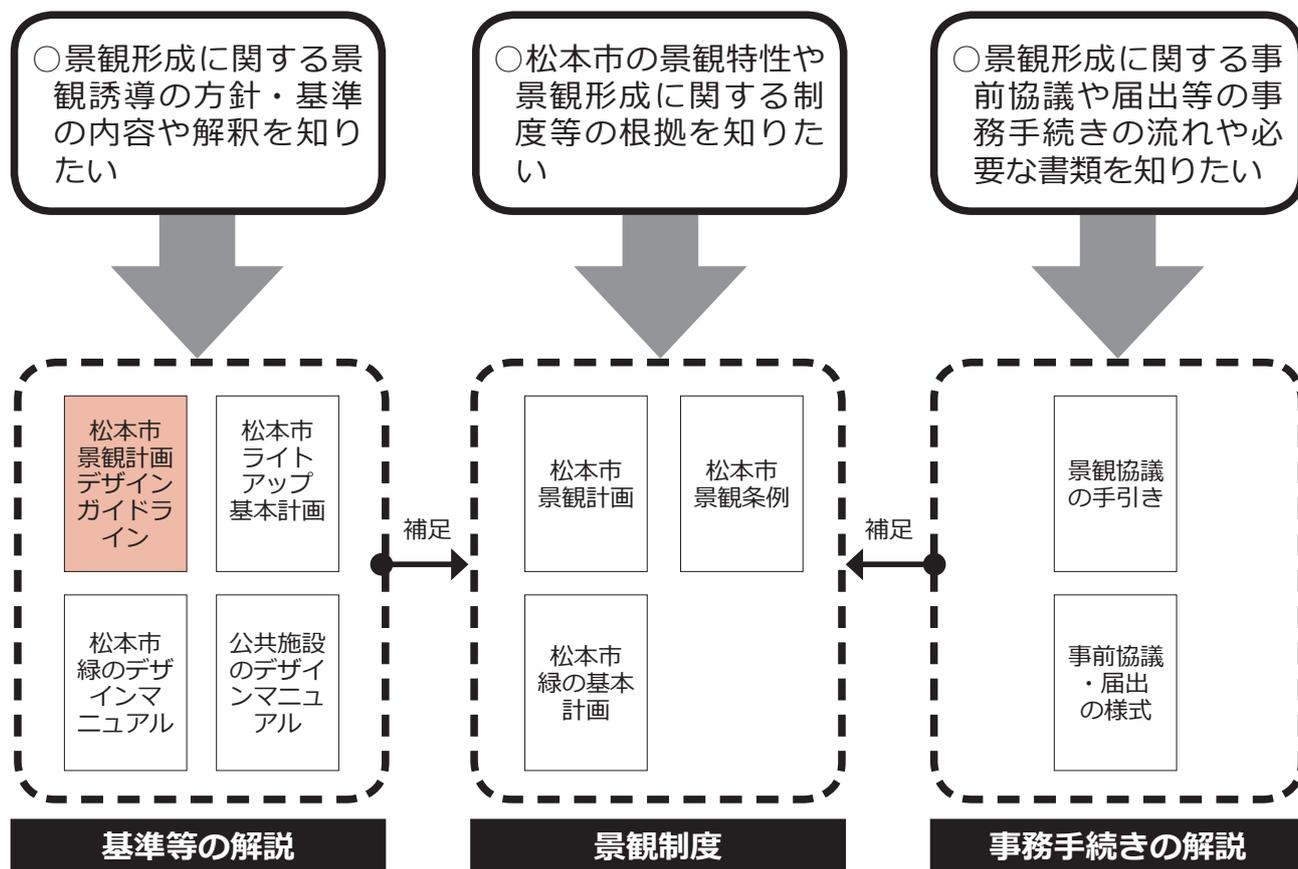 ○景観形成に関する景
観誘導の方針・基準
の内容や解釈を知り
たい
○松本市の景観特性や
景観形成に関する制
度等の根拠を知りた
い
○景観形成に関する事
前協議や届出等の事
務手続きの流れや必
要な書類を知りたい
松本市
景観計画
デザイン
ガイドラ
イン
松本市
ライト
アップ
基本計画
松本市
緑のデザ
インマ
ニュアル
公共施設
のデザイ
ンマニュ
アル
補足
松本市
景観計画
松本市
景観条例
松本市
緑の基本
計画
補足
景観協議
の手引き
事前協議
・届出
の様式
基準等の解説
景観制度
事務手続きの解説